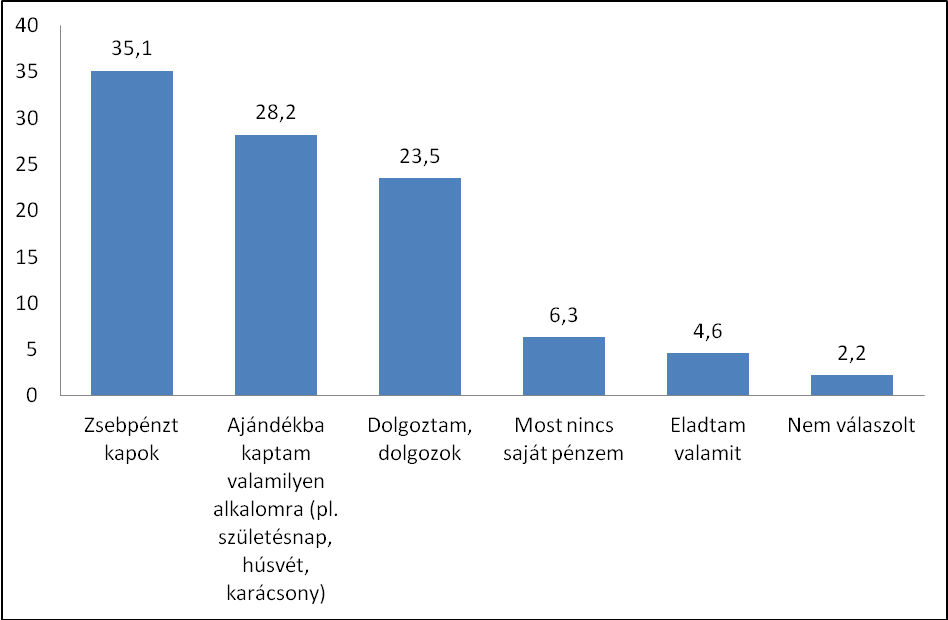 40
35
30
25
20
15
10
5
0
35,1
28,2
23,5
6,3
4,6
2,2
Zsebpénzt
kapok
Ajándékba
kaptam
valamilyen
alkalomra (pl.
születésnap,
húsvét,
karácsony)
Dolgoztam,
dolgozok
Most nincs
saját pénzem
Eladtam
valamit
Nem válaszolt